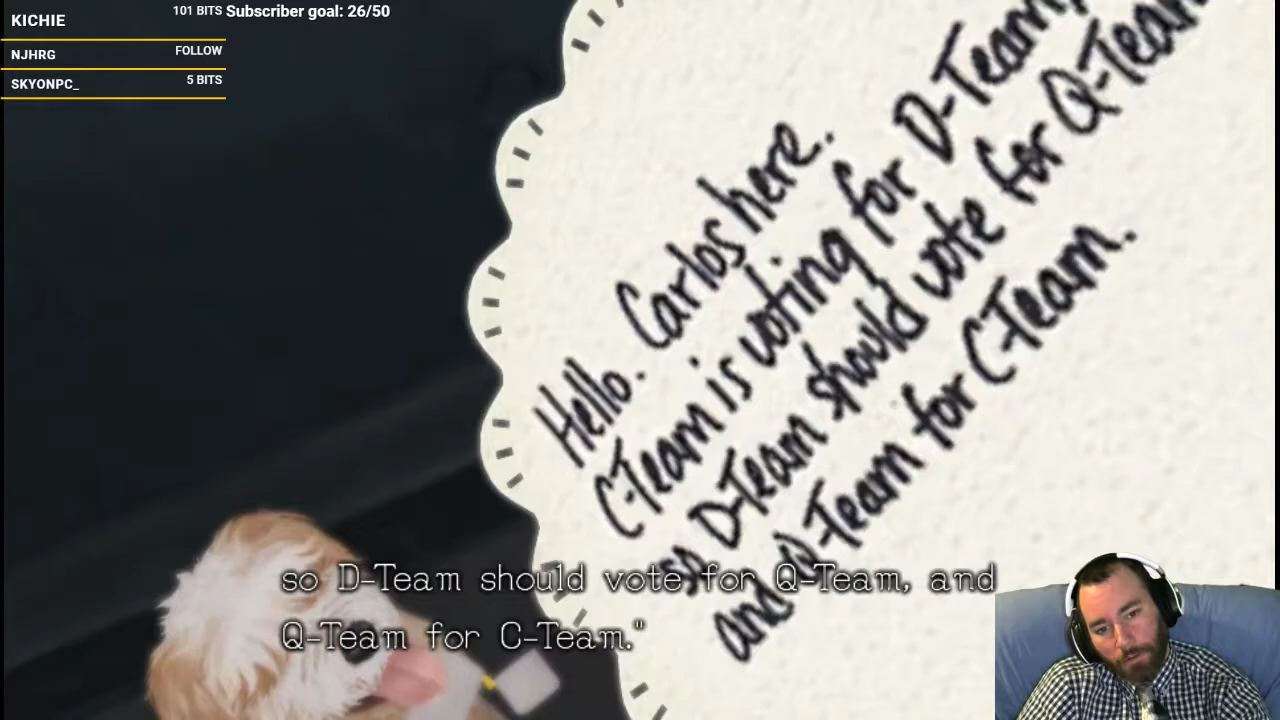 KICHIE 101 BITS
NJHRG FOLLOW
SKYONPC_ 5 BITS
Subscriber goal: 26/50
Hello. Carlos here.
C-Team is voting for D-Team,
so D-Team should vote for Q-Team
and Q-Team for C-Team.
so D-Team should vote for Q-Team, and
Q-Team for C-Team."